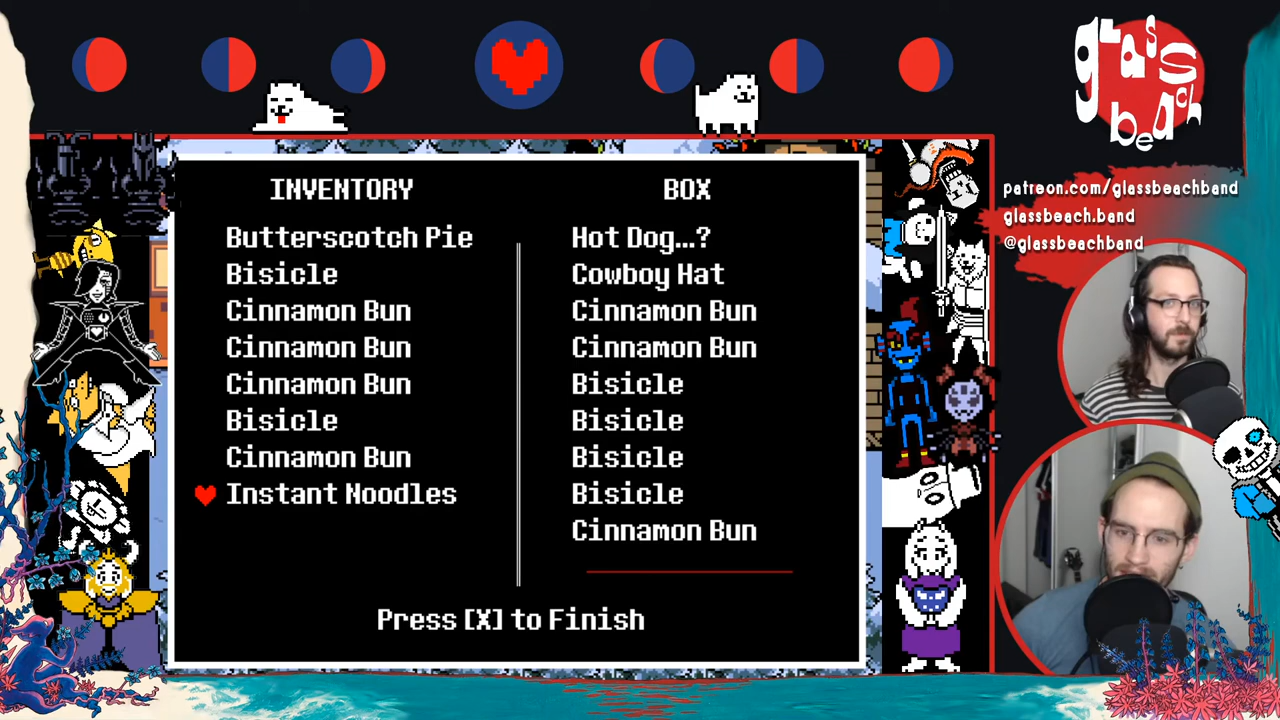 glass
beach
patreon.com/glassbeachband
glassbeach.band
@glassbeachband
INVENTORY
Butterscotch Pie
Bisicle
Cinnamon Bun
Cinnamon Bun
Cinnamon Bun
Bisicle
Cinnamon Bun
Instant Noodles
BOX
Hot Dog...?
Cowboy Hat
Cinnamon Bun
Cinnamon Bun
Bisicle
Bisicle
Bisicle
Bisicle
Cinnamon Bun
Press [X] to Finish